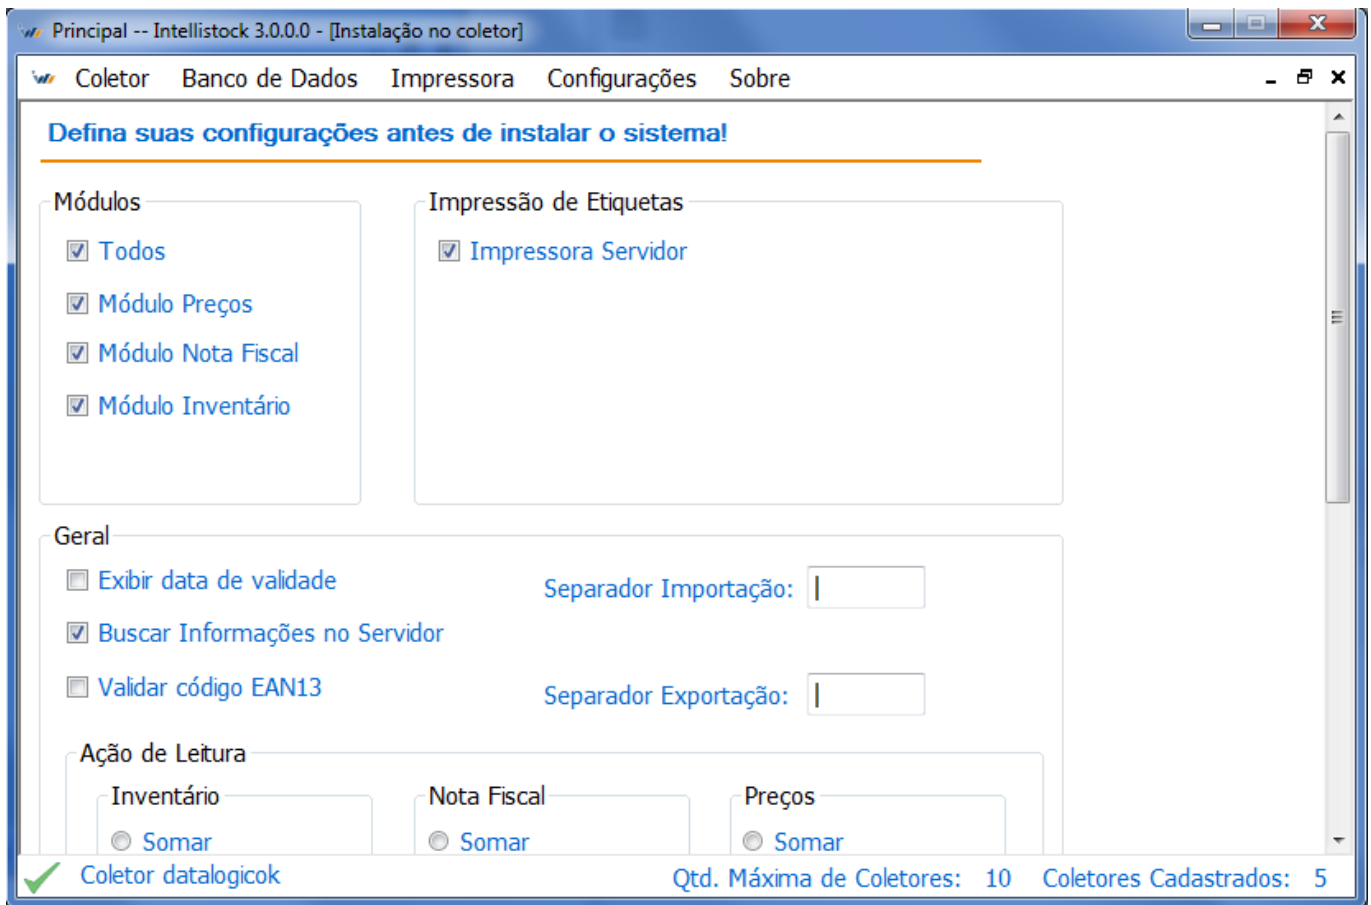 Principal -- Intellistock 3.0.0.0 - [Instalação no coletor]
Coletor Banco de Dados Impressora Configurações Sobre
Defina suas configurações antes de instalar o sistema!
Módulos
Todos
Módulo Preços
Módulo Nota Fiscal
Módulo Inventário
Impressão de Etiquetas
Impressora Servidor
Geral
Exibir data de validade
Buscar Informações no Servidor
Validar código EAN13
Separador Importação: |
Separador Exportação: |
Ação de Leitura
Inventário
Somar
Nota Fiscal
Somar
Preços
Somar
Coletor datalogicok
Qtd. Máxima de Coletores: 10 Coletores Cadastrados: 5